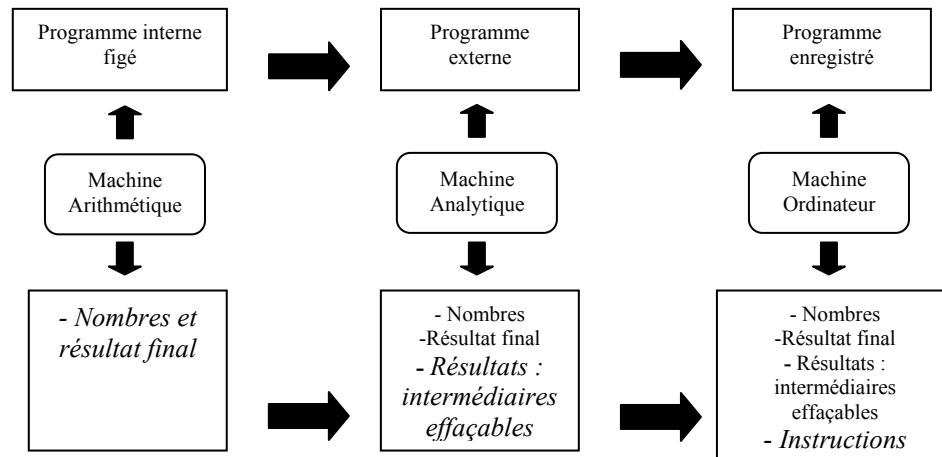 Programme interne
figé
Programme
externe
Programme
enregistré
Machine
Arithmétique
Machine
Analytique
Machine
Ordinateur
- Nombres et
résultat final
- Nombres
-Résultat final
- Résultats :
intermédiaires
effaçables
- Nombres
-Résultat final
- Résultats :
intermédiaires
effaçables
- Instructions